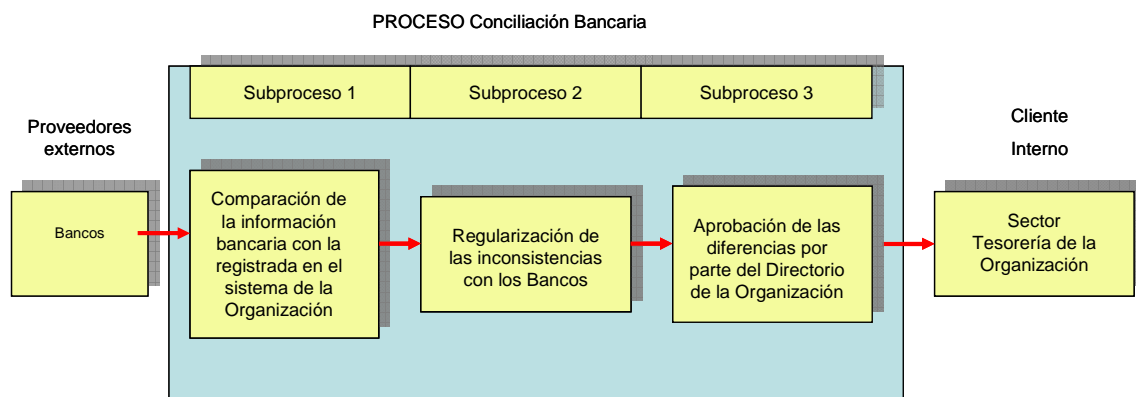 PROCESO Conciliación Bancaria
Subproceso 1
Subproceso 2
Subproceso 3
Proveedores
externos
Cliente
Interno
Bancos
Comparación de
la información
bancaria con la
registrada en el
sistema de la
Organización
Regularización de
las inconsistencias
con los Bancos
Aprobación de las
diferencias por
parte del Directorio
de la Organización
Sector
Tesorería de la
Organización